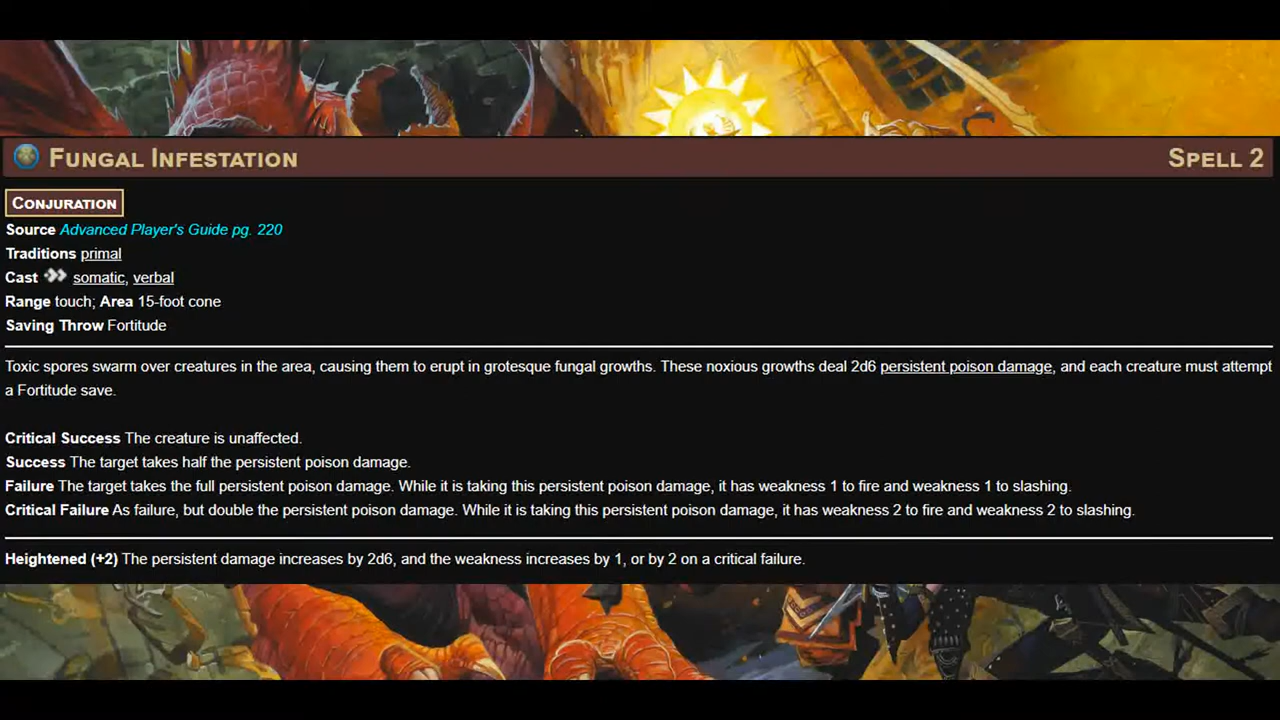 Fungal Infestation Spell 2
Conjuration
Source Advanced Player's Guide pg. 220
Traditions primal
Cast somatic, verbal
Range touch; Area 15-foot cone
Saving Throw Fortitude
Toxic spores swarm over creatures in the area, causing them to erupt in grotesque fungal growths. These noxious growths deal 2d6 persistent poison damage, and each creature must attempt
a Fortitude save.
Critical Success The creature is unaffected.
Success The target takes half the persistent poison damage.
Failure The target takes the full persistent poison damage. While it is taking this persistent poison damage, it has weakness 1 to fire and weakness 1 to slashing.
Critical Failure As failure, but double the persistent poison damage. While it is taking this persistent poison damage, it has weakness 2 to fire and weakness 2 to slashing.
Heightened (+2) The persistent damage increases by 2d6, and the weakness increases by 1, or by 2 on a critical failure.